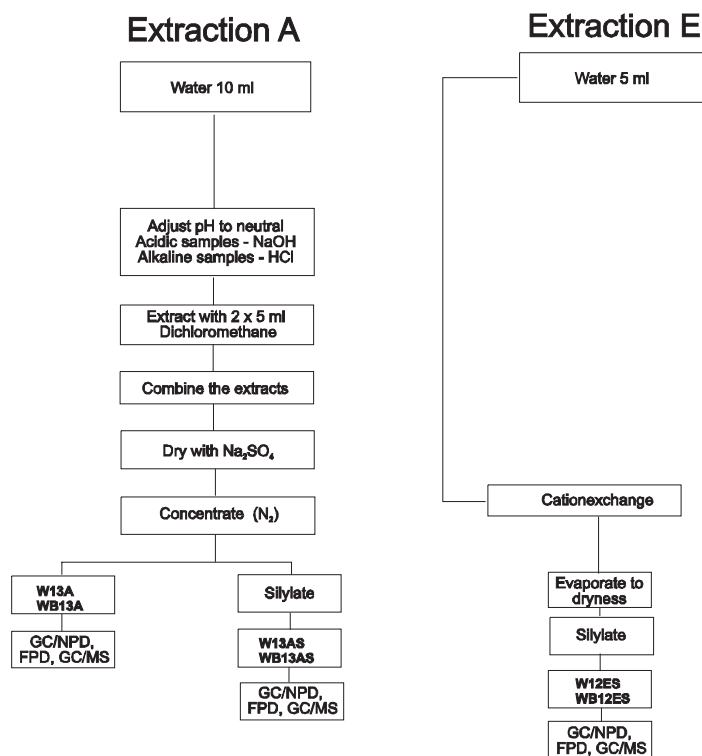 Extraction A
Water 10 ml
Adjust pH to neutral
Acidic samples - NaOH
Alkaline samples - HCl
Extract with 2 x 5 ml
Dichloromethane
Combine the extracts
Dry with Na₂SO₄
Concentrate (N₂)
W13A
WB13A
GC/NPD,
FPD, GC/MS
Silylate
W13AS
WB13AS
GC/NPD,
FPD, GC/MS
Extraction E
Water 5 ml
Cationexchange
Evaporate to
dryness
Silylate
W12ES
WB12ES
GC/NPD,
FPD, GC/MS